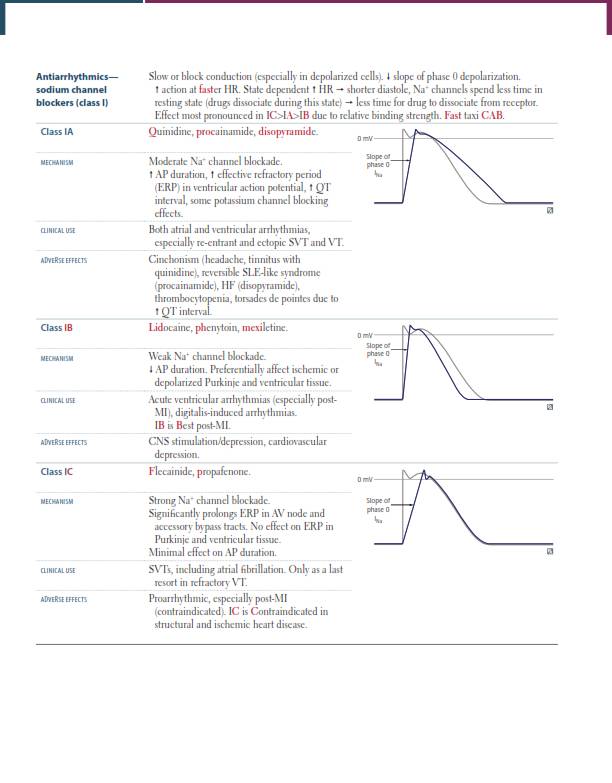 Antiarrhythmics—
sodium channel
blockers (class I)
Slow or block conduction (especially in depolarized cells). ↓ slope of phase 0 depolarization.
↑ action at faster HR. State dependent ↑ HR → shorter diastole, Na⁺ channels spend less time in
resting state (drugs dissociate during this state) → less time for drug to dissociate from receptor.
Effect most pronounced in IC>IA>IB due to relative binding strength. Fast taxi CAB.
Class IA
Quinidine, procainamide, disopyramide.
MECHANISM
Moderate Na⁺ channel blockade.
↑ AP duration, ↑ effective refractory period
(ERP) in ventricular action potential, ↑ QT
interval, some potassium channel blocking
effects.
CLINICAL USE
Both atrial and ventricular arrhythmias,
especially re-entrant and ectopic SVT and VT.
ADVERSE EFFECTS
Cinchonism (headache, tinnitus with
quinidine), reversible SLE-like syndrome
(procainamide), HF (disopyramide),
thrombocytopenia, torsades de pointes due to
↑ QT interval.
0 mV
Slope of
phase 0
INa
Class IB
Lidocaine, phenytoin, mexiletine.
MECHANISM
Weak Na⁺ channel blockade.
↓ AP duration. Preferentially affect ischemic or
depolarized Purkinje and ventricular tissue.
CLINICAL USE
Acute ventricular arrhythmias (especially post-
MI), digitalis-induced arrhythmias.
IB is Best post-MI.
ADVERSE EFFECTS
CNS stimulation/depression, cardiovascular
depression.
0 mV
Slope of
phase 0
INa
Class IC
Flecainide, propafenone.
MECHANISM
Strong Na⁺ channel blockade.
Significantly prolongs ERP in AV node and
accessory bypass tracts. No effect on ERP in
Purkinje and ventricular tissue.
Minimal effect on AP duration.
CLINICAL USE
SVTs, including atrial fibrillation. Only as a last
resort in refractory VT.
ADVERSE EFFECTS
Proarrhythmic, especially post-MI
(contraindicated). IC is Contraindicated in
structural and ischemic heart disease.
0 mV
Slope of
phase 0
INa